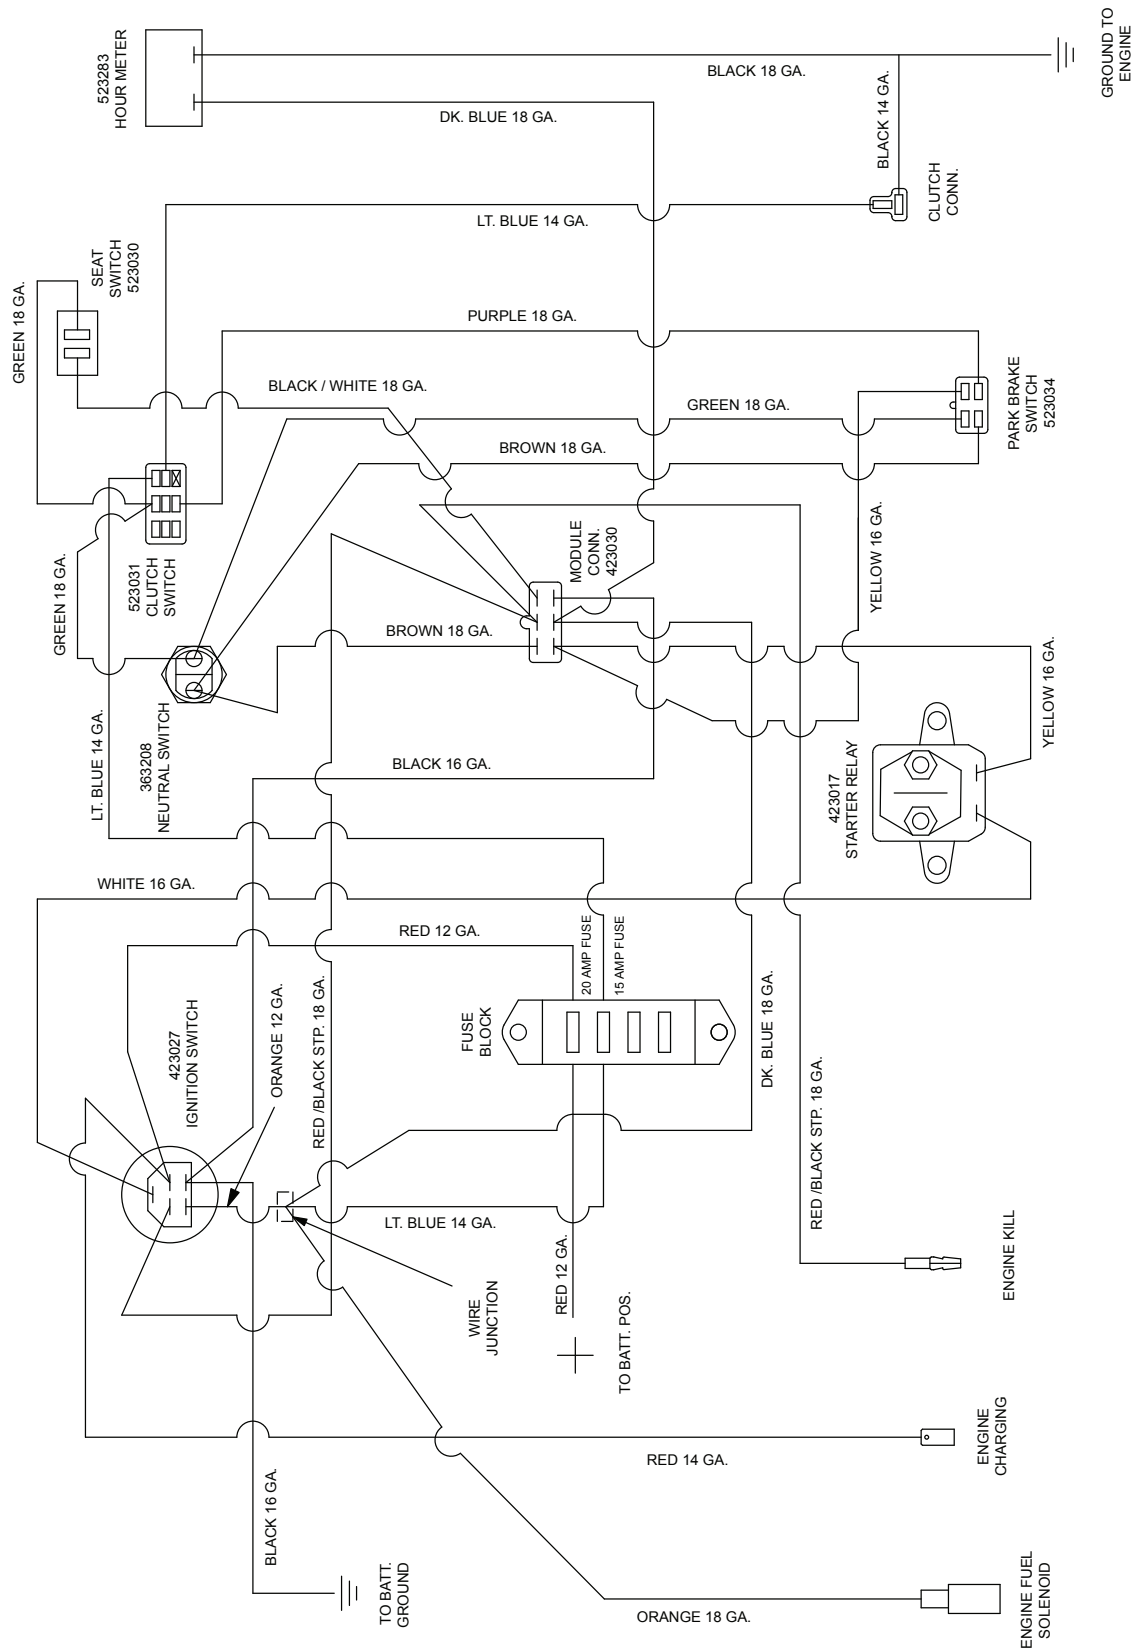 523283
HOUR METER
BLACK 18 GA.
GROUND TO
ENGINE
DK. BLUE 18 GA.
BLACK 14 GA.
CLUTCH
CONN.
LT. BLUE 14 GA.
SEAT
SWITCH
523030
GREEN 18 GA.
PURPLE 18 GA.
BLACK / WHITE 18 GA.
GREEN 18 GA.
PARK BRAKE
SWITCH
523034
BROWN 18 GA.
523031
CLUTCH
SWITCH
GREEN 18 GA.
YELLOW 16 GA.
MODULE
CONN.
423030
BROWN 18 GA.
363208
NEUTRAL SWITCH
LT. BLUE 14 GA.
YELLOW 16 GA.
BLACK 16 GA.
423017
STARTER RELAY
WHITE 16 GA.
RED 12 GA.
20 AMP FUSE
15 AMP FUSE
423027
IGNITION SWITCH
ORANGE 12 GA.
RED /BLACK STP. 18 GA.
FUSE
BLOCK
DK. BLUE 18 GA.
RED /BLACK STP. 18 GA.
LT. BLUE 14 GA.
WIRE
JUNCTION
RED 12 GA.
TO BATT. POS.
ENGINE KILL
RED 14 GA.
ENGINE
CHARGING
BLACK 16 GA.
TO BATT.
GROUND
ORANGE 18 GA.
ENGINE FUEL
SOLENOID